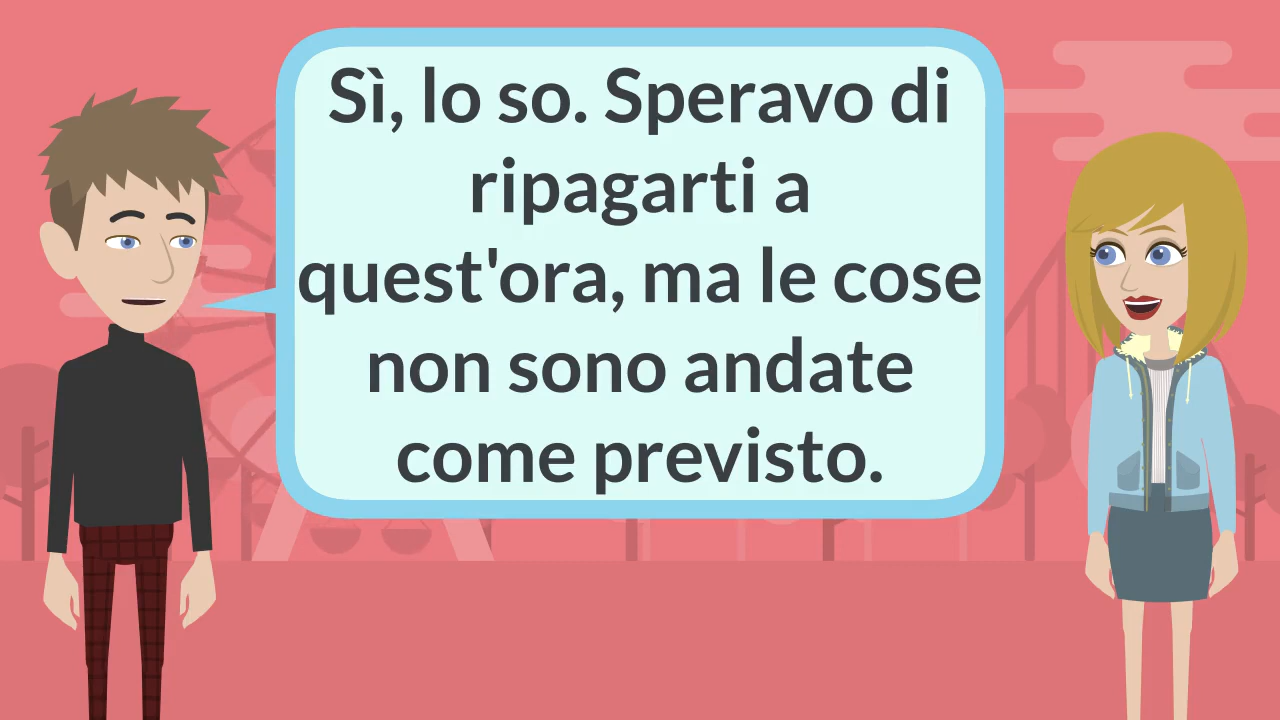 Sì, lo so. Speravo di
ripagarti a
quest'ora, ma le cose
non sono andate
come previsto.